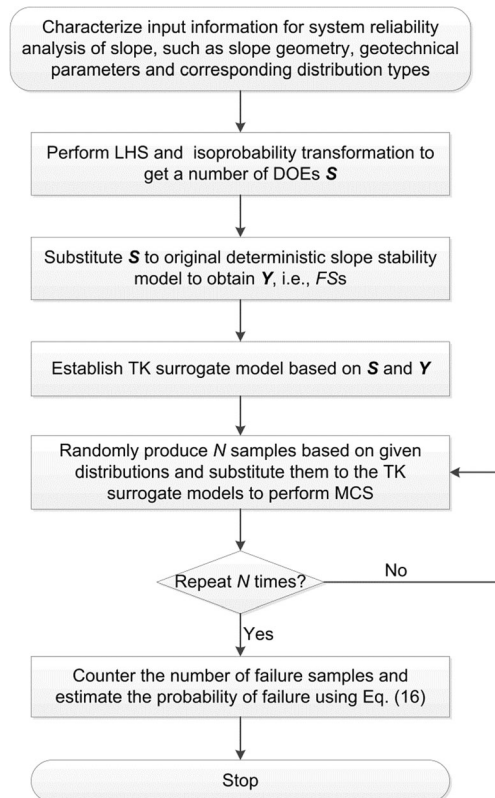 Characterize input information for system reliability
analysis of slope, such as slope geometry, geotechnical
parameters and corresponding distribution types
Perform LHS and isoprobability transformation to
get a number of DOEs S
Substitute S to original deterministic slope stability
model to obtain Y, i.e., FSs
Establish TK surrogate model based on S and Y
Randomly produce N samples based on given
distributions and substitute them to the TK
surrogate models to perform MCS
Repeat N times?
No
Yes
Counter the number of failure samples and
estimate the probability of failure using Eq. (16)
Stop